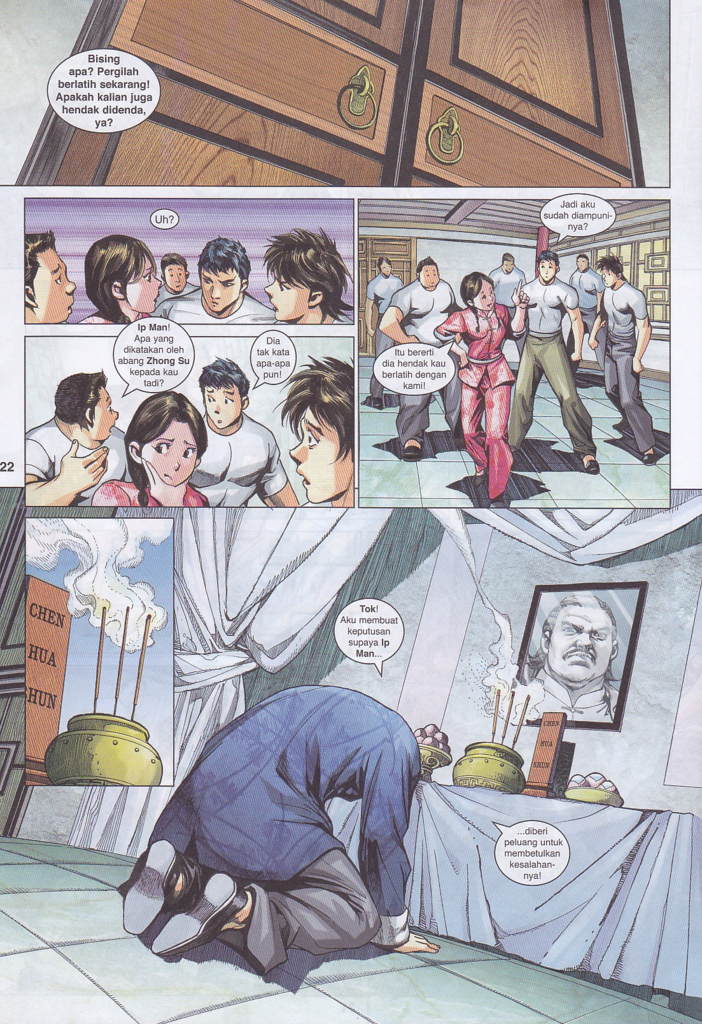 Bising
apa? Pergilah
berlatih sekarang!
Apakah kalian juga
hendak didenda,
ya?
Uh?
Ip Man!
Apa yang
dikatakan oleh
abang Zhong Su
kepada kau
tadi?
Dia
tak kata
apa-apa
pun!
Jadi aku
sudah diampuni-
nya?
Itu bererti
dia hendak kau
berlatih dengan
kami!
22
CHEN
HUA
SHUN
Tok!
Aku membuat
keputusan
supaya Ip
Man...
CHEN
HUA
SHUN
...diberi
peluang untuk
membetulkan
kesalahan-
nya!